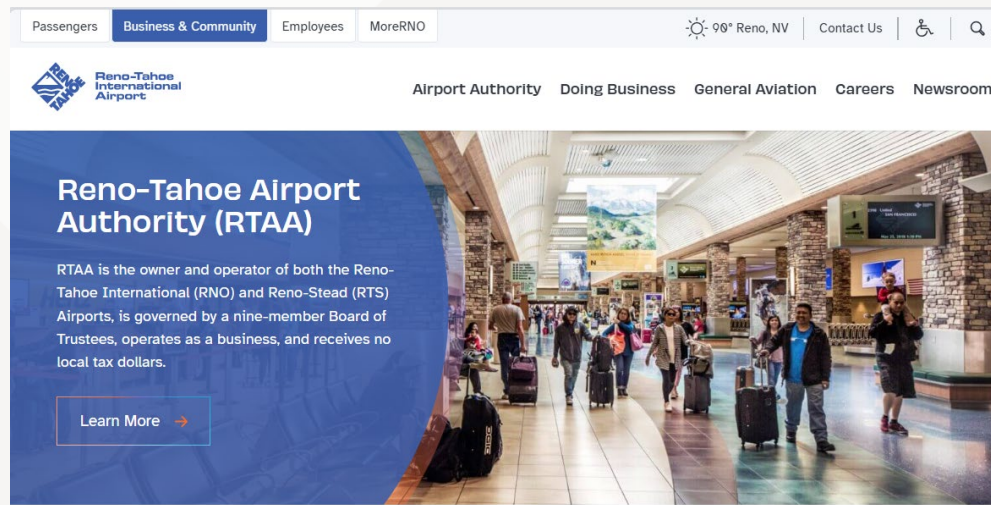 Passengers
Business & Community
Employees
MoreRNO
90° Reno, NV
Contact Us
RENO
TAHOE
Reno-Tahoe
International
Airport
Airport Authority
Doing Business
General Aviation
Careers
Newsroom
Reno-Tahoe Airport
Authority (RTAA)
RTAA is the owner and operator of both the Reno-
Tahoe International (RNO) and Reno-Stead (RTS)
Airports, is governed by a nine-member Board of
Trustees, operates as a business, and receives no
local tax dollars.
Learn More →